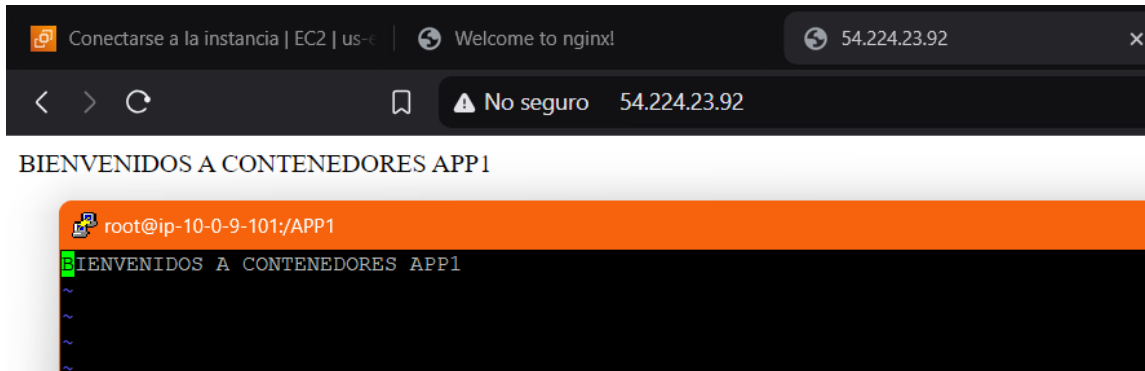 Conectarse a la instancia | EC2 | us-e
Welcome to nginx!
54.224.23.92
No seguro 54.224.23.92
BIENVENIDOS A CONTENEDORES APP1
root@ip-10-0-9-101:/APP1
BIENVENIDOS A CONTENEDORES APP1
~
~
~
~